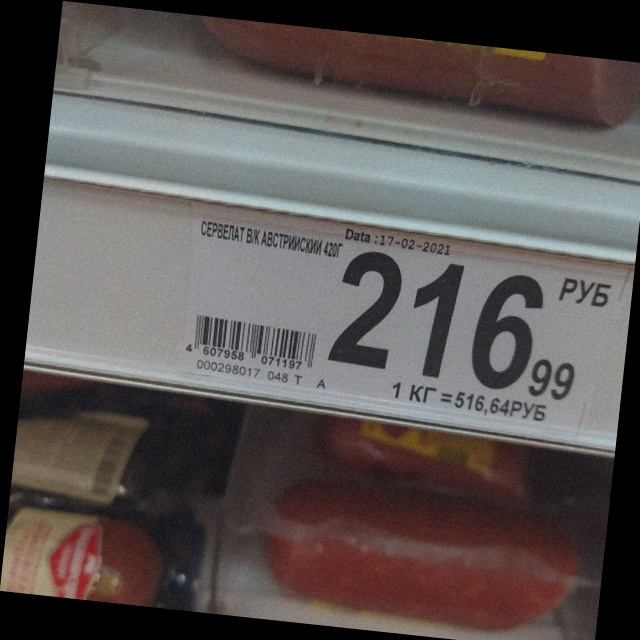 СЕРВЕЛАТ В/К АВСТРИЙСКИЙ 420Г
Data :17-02-2021
216 99 РУБ
4 607958 071197
000298017 048 Т А
1 КГ =516,64РУБ